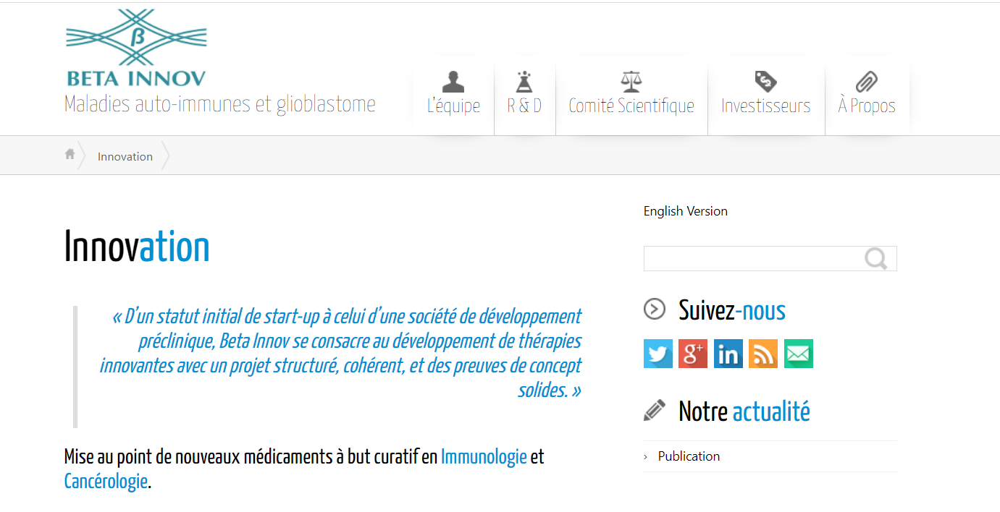 β
BETA INNOV
Maladies auto-immunes et glioblastome
L'équipe
R & D
Comité Scientifique
Investisseurs
À Propos
Innovation
English Version
Innovation
« D’un statut initial de start-up à celui d’une société de développement
préclinique, Beta Innov se consacre au développement de thérapies
innovantes avec un projet structuré, cohérent, et des preuves de concept
solides. »
Mise au point de nouveaux médicaments à but curatif en Immunologie et
Cancérologie.
Suivez-nous
g+
in
Notre actualité
Publication